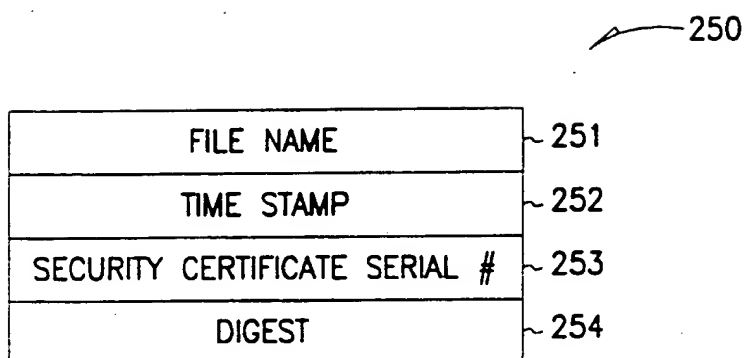 250
FILE NAME 251
TIME STAMP 252
SECURITY CERTIFICATE SERIAL # 253
DIGEST 254